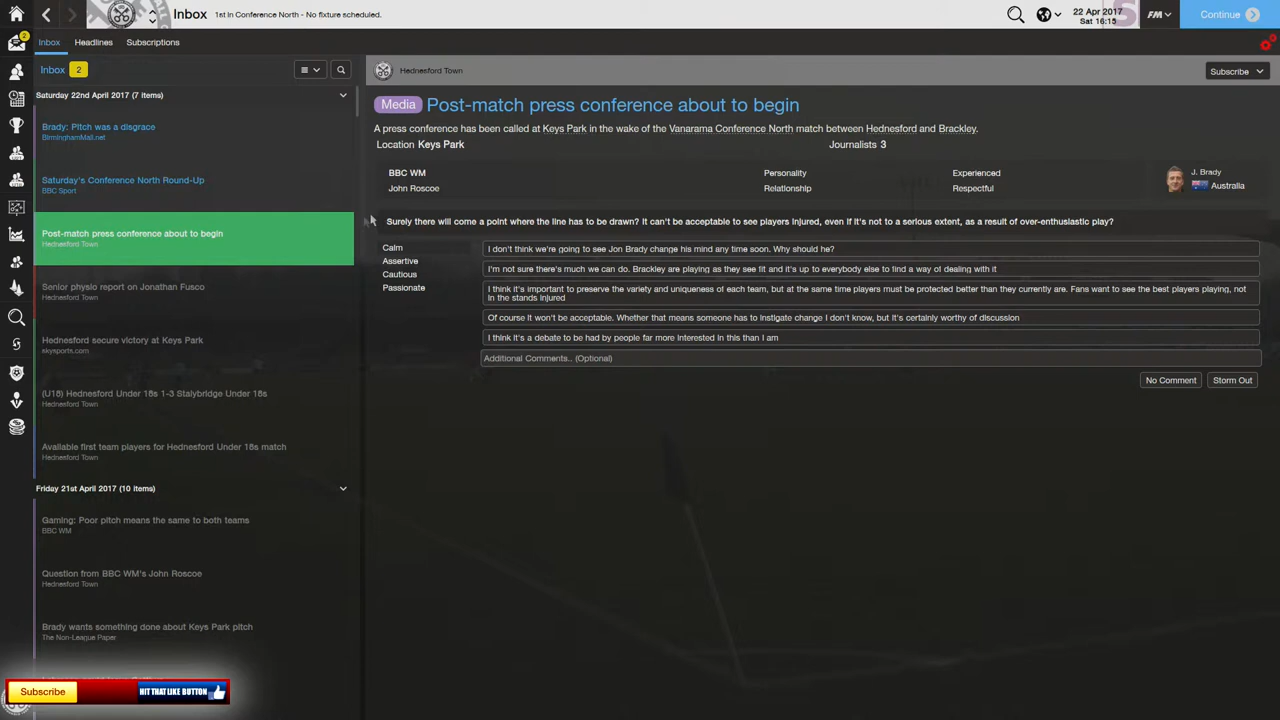 Inbox 1st in Conference North - No fixture scheduled.
22 Apr 2017
Sat 16:15
FM
Continue
2
Inbox Headlines Subscriptions
Inbox 2
Saturday 22nd April 2017 (7 items)
Brady: Pitch was a disgrace
BirminghamMail.net
Saturday's Conference North Round-Up
BBC Sport
Post-match press conference about to begin
Hednesford Town
Senior physio report on Jonathan Fusco
Hednesford Town
Hednesford secure victory at Keys Park
skysports.com
(U18) Hednesford Under 18s 1-3 Stalybridge Under 18s
Hednesford Town
Available first team players for Hednesford Under 18s match
Hednesford Town
Friday 21st April 2017 (10 items)
Gaming: Poor pitch means the same to both teams
BBC WM
Question from BBC WM's John Roscoe
Hednesford Town
Brady wants something done about Keys Park pitch
The Non-League Paper
Subscribe
HIT THAT LIKE BUTTON
Hednesford Town
Subscribe
Media Post-match press conference about to begin
A press conference has been called at Keys Park in the wake of the Vanarama Conference North match between Hednesford and Brackley.
Location Keys Park Journalists 3
BBC WM Personality Experienced
John Roscoe Relationship Respectful
J. Brady
Australia
Surely there will come a point where the line has to be drawn? It can't be acceptable to see players injured, even if it's not to a serious extent, as a result of over-enthusiastic play?
Calm
Assertive
Cautious
Passionate
I don't think we're going to see Jon Brady change his mind any time soon. Why should he?
I'm not sure there's much we can do. Brackley are playing as they see fit and it's up to everybody else to find a way of dealing with it
I think it's important to preserve the variety and uniqueness of each team, but at the same time players must be protected better than they currently are. Fans want to see the best players playing, not
in the stands injured
Of course it won't be acceptable. Whether that means someone has to instigate change I don't know, but it's certainly worthy of discussion
I think it's a debate to be had by people far more interested in this than I am
Additional Comments.. (Optional)
No Comment Storm Out